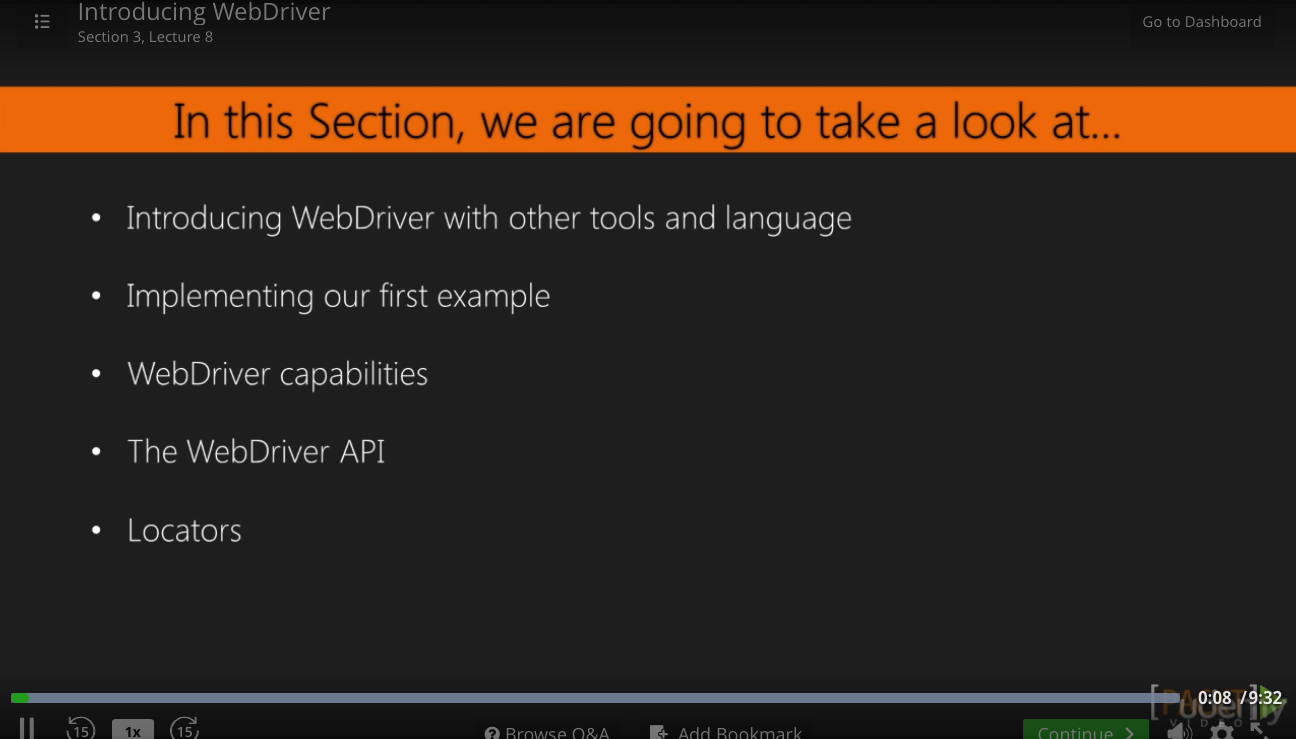 Introducing WebDriver
Section 3, Lecture 8
Go to Dashboard
In this Section, we are going to take a look at...
• Introducing WebDriver with other tools and language
• Implementing our first example
• WebDriver capabilities
• The WebDriver API
• Locators
0:08 /9:32
15
1x
15
Browse Q&A
Add Bookmark
Continue